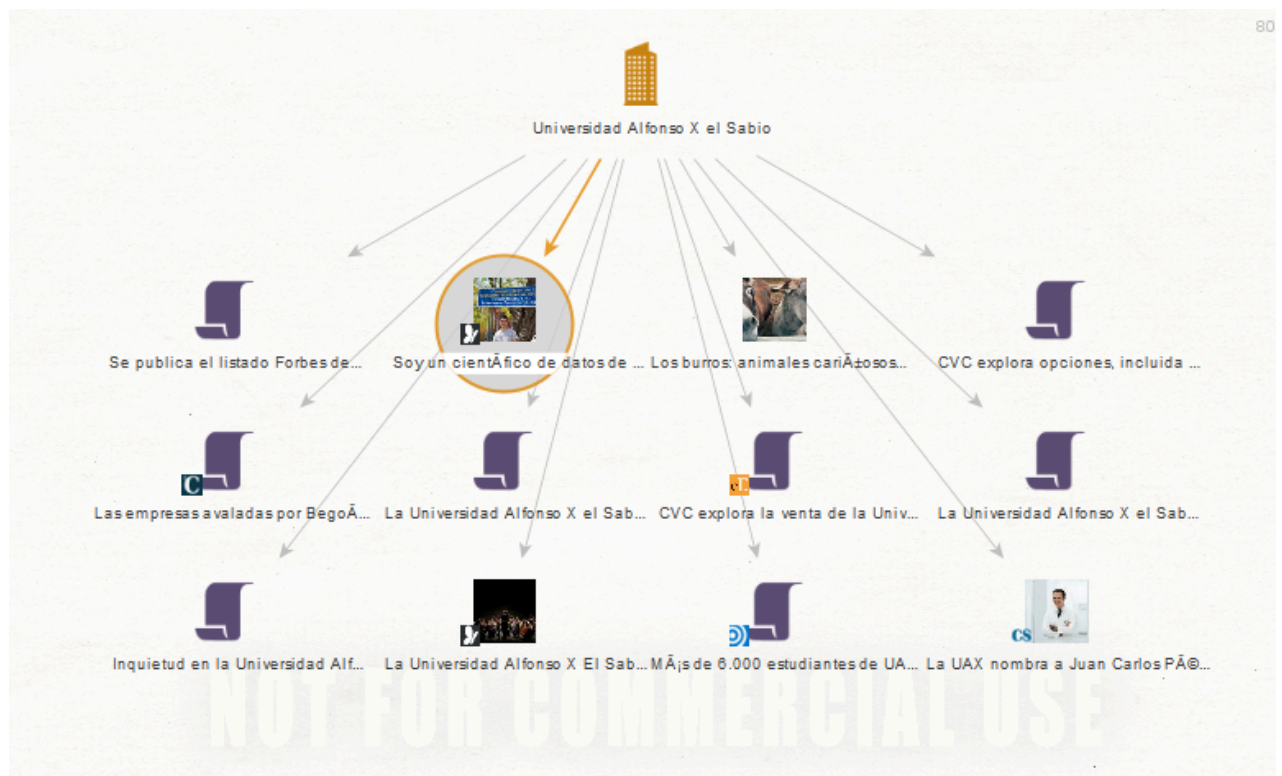 80
Universidad Alfonso X el Sabio
Se publica el listado Forbes de...
Soy un cientÃfico de datos de ...
Los burros: animales cariÃ±osos...
CVC explora opciones, incluida ...
C
Las empresas avaladas por BegoÃ...
La Universidad Alfonso X el Sab...
CVC explora la venta de la Univ...
La Universidad Alfonso X el Sab...
Inquietud en la Universidad Alf...
La Universidad Alfonso X El Sab...
MÃ¡s de 6.000 estudiantes de UA...
CS
La UAX nombra a Juan Carlos PÃ©...
NOT FOR COMMERCIAL USE